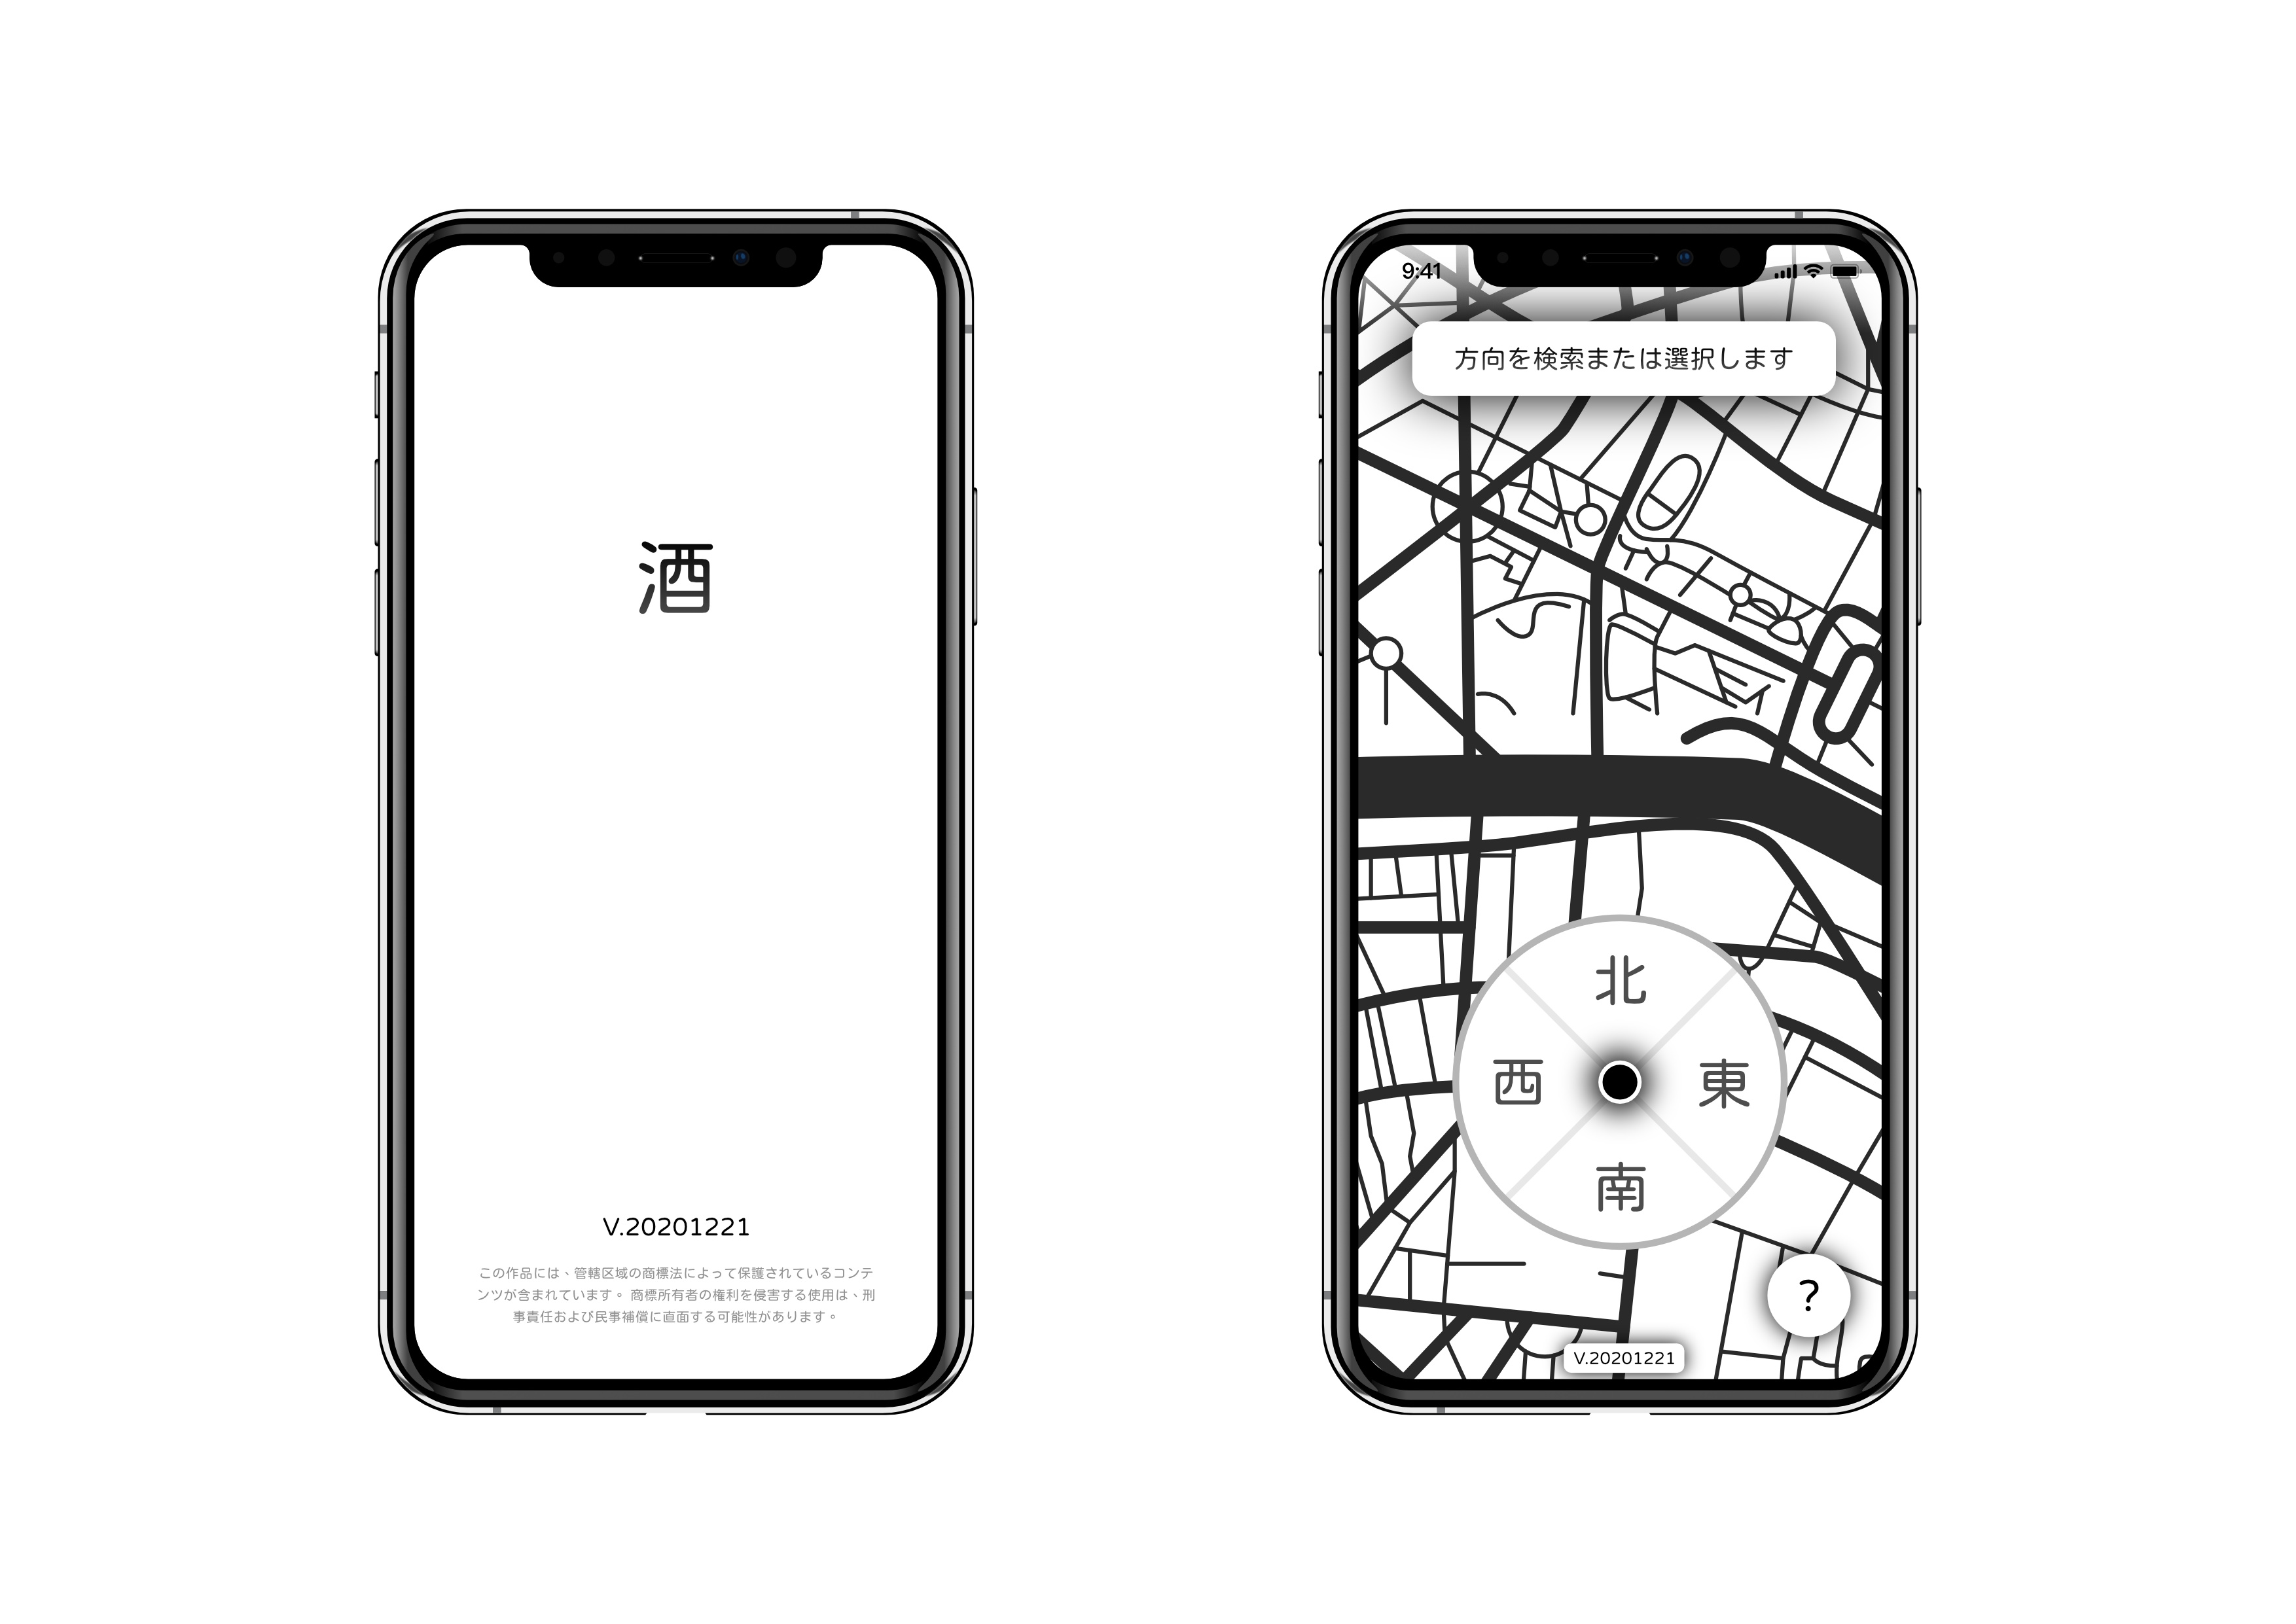 酒
V.20201221
この作品には、管轄区域の商標法によって保護されているコンテ
ンツが含まれています。 商標所有者の権利を侵害する使用は、刑
事責任および民事補償に直面する可能性があります。
9:41
方向を検索または選択します
北
西
東
南
?
V.20201221